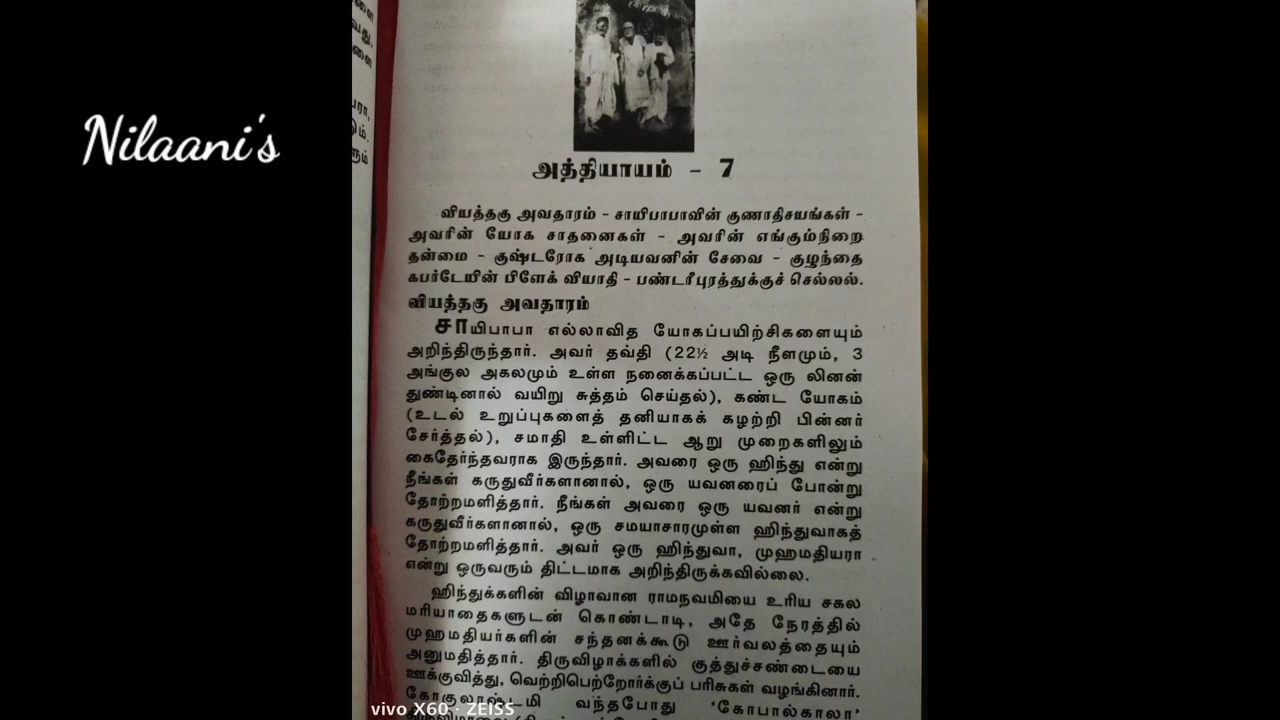 Nilaani's
அத்தியாயம் - 7
வியத்தகு அவதாரம் - சாயிபாபாவின் குணாதிசயங்கள் -
அவரின் யோக சாதனைகள் - அவரின் எங்கும்நிறை
தன்மை - குஷ்டரோக அடியவனின் சேவை - குழந்தை
கபர்டேயின் பிளேக் வியாதி - பண்டரீபுரத்துக்குச் செல்லல்.
வியத்தகு அவதாரம்
சாயிபாபா எல்லாவித யோகப்பயிற்சிகளையும்
அறிந்திருந்தார். அவர் தவ்தி (22½ அடி நீளமும், 3
அங்குல அகலமும் உள்ள நனைக்கப்பட்ட ஒரு லினன்
துண்டினால் வயிறு சுத்தம் செய்தல்), கண்ட யோகம்
(உடல் உறுப்புகளைத் தனியாகக் கழற்றி பின்னர்
சேர்த்தல்), சமாதி உள்ளிட்ட ஆறு முறைகளிலும்
கைதேர்ந்தவராக இருந்தார். அவரை ஒரு ஹிந்து என்று
நீங்கள் கருதுவீர்களானால், ஒரு யவனரைப் போன்று
தோற்றமளித்தார். நீங்கள் அவரை ஒரு யவனர் என்று
கருதுவீர்களானால், ஒரு சமயாசாரமுள்ள ஹிந்துவாகத்
தோற்றமளித்தார். அவர் ஒரு ஹிந்துவா, முஹமதியரா
என்று ஒருவரும் திட்டமாக அறிந்திருக்கவில்லை.
ஹிந்துக்களின் விழாவான ராமநவமியை உரிய சகல
மரியாதைகளுடன் கொண்டாடி, அதே நேரத்தில்
முஹமதியர்களின் சந்தனக்கூடு ஊர்வலத்தையும்
அனுமதித்தார். திருவிழாக்களில் குத்துச்சண்டையை
ஊக்குவித்து, வெற்றிபெற்றோர்க்குப் பரிசுகள் வழங்கினார்.
கோகுலாஷ்டமி வந்தபோது 'கோபால்காலா'
vivo X60 · ZEISS